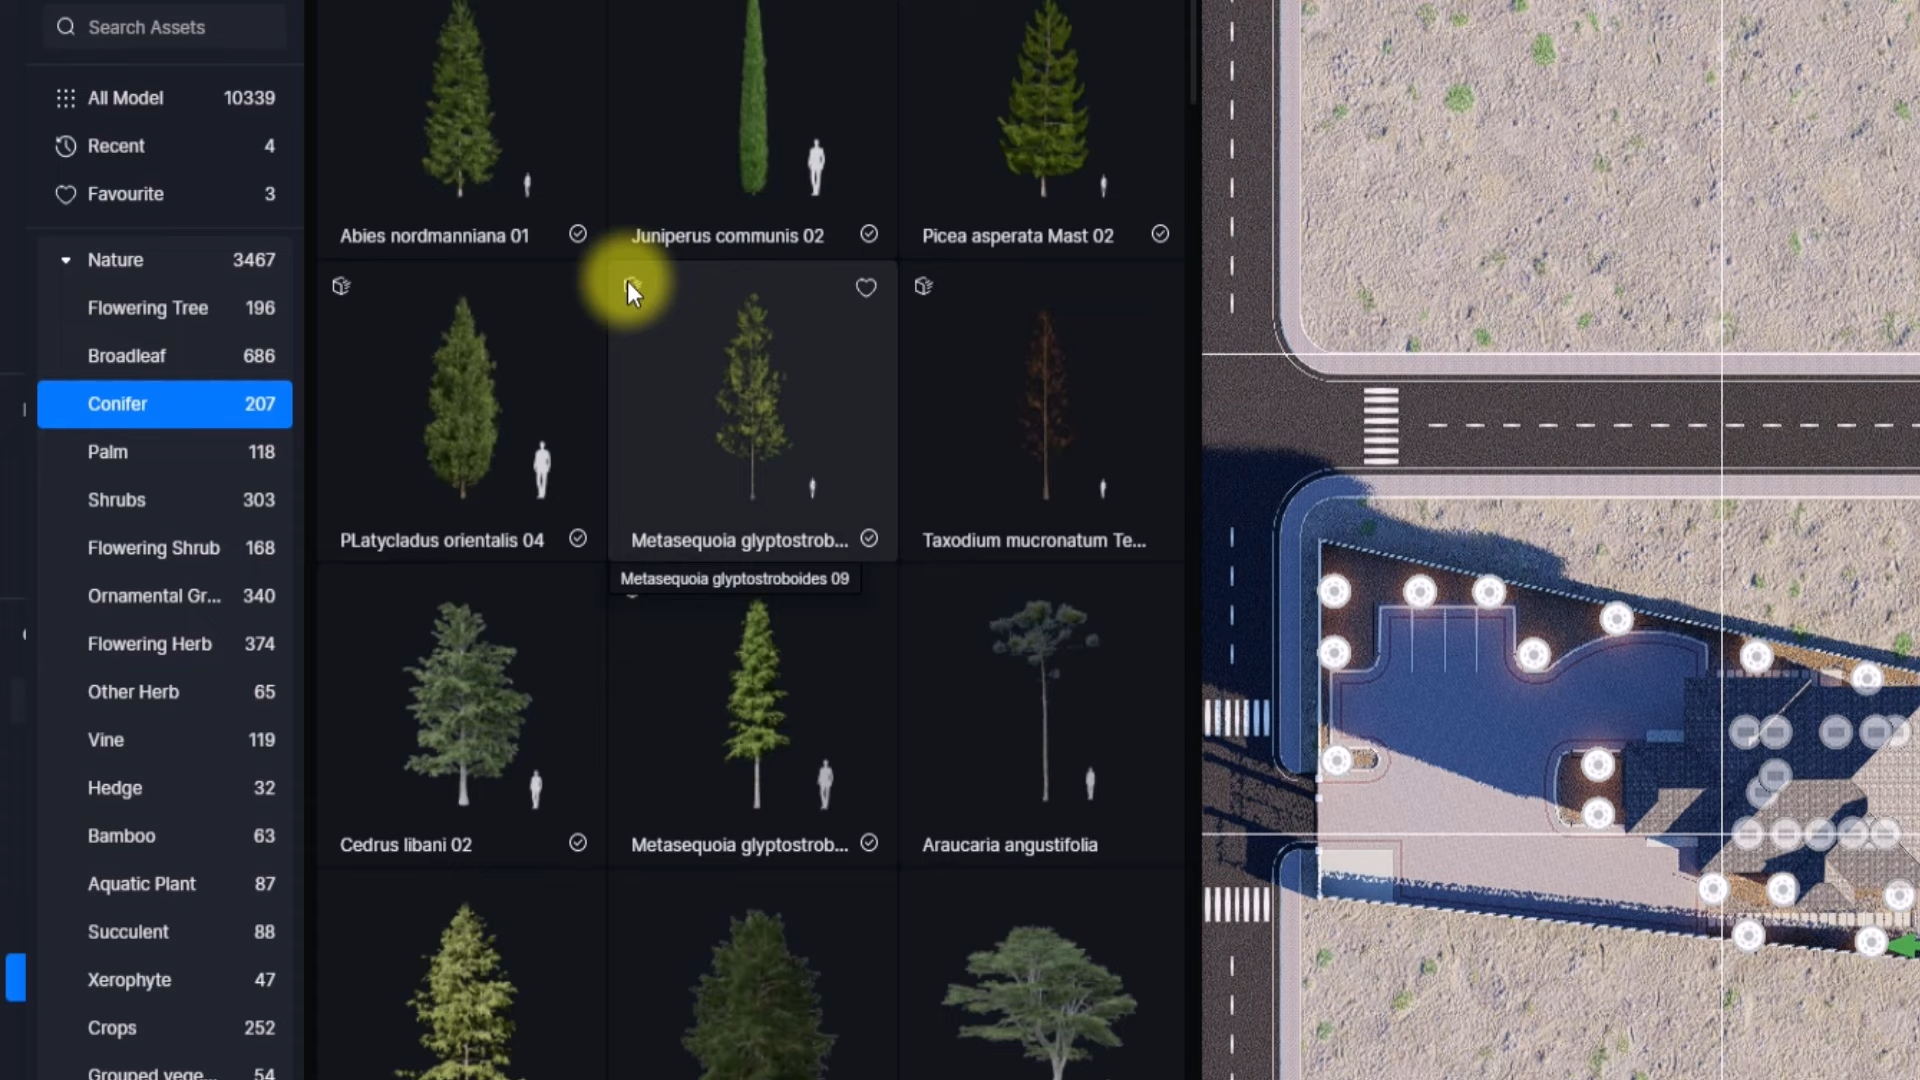 Search Assets
All Model 10339
Recent 4
Favourite 3
Nature 3467
Flowering Tree 196
Broadleaf 686
Conifer 207
Palm 118
Shrubs 303
Flowering Shrub 168
Ornamental Gr... 340
Flowering Herb 374
Other Herb 65
Vine 119
Hedge 32
Bamboo 63
Aquatic Plant 87
Succulent 88
Xerophyte 47
Crops 252
Grouped vege... 54
Abies nordmanniana 01
Juniperus communis 02
Picea asperata Mast 02
PLatycladus orientalis 04
Metasequoia glyptostrob...
Taxodium mucronatum Te...
Metasequoia glyptostroboides 09
Cedrus libani 02
Metasequoia glyptostrob...
Araucaria angustifolia